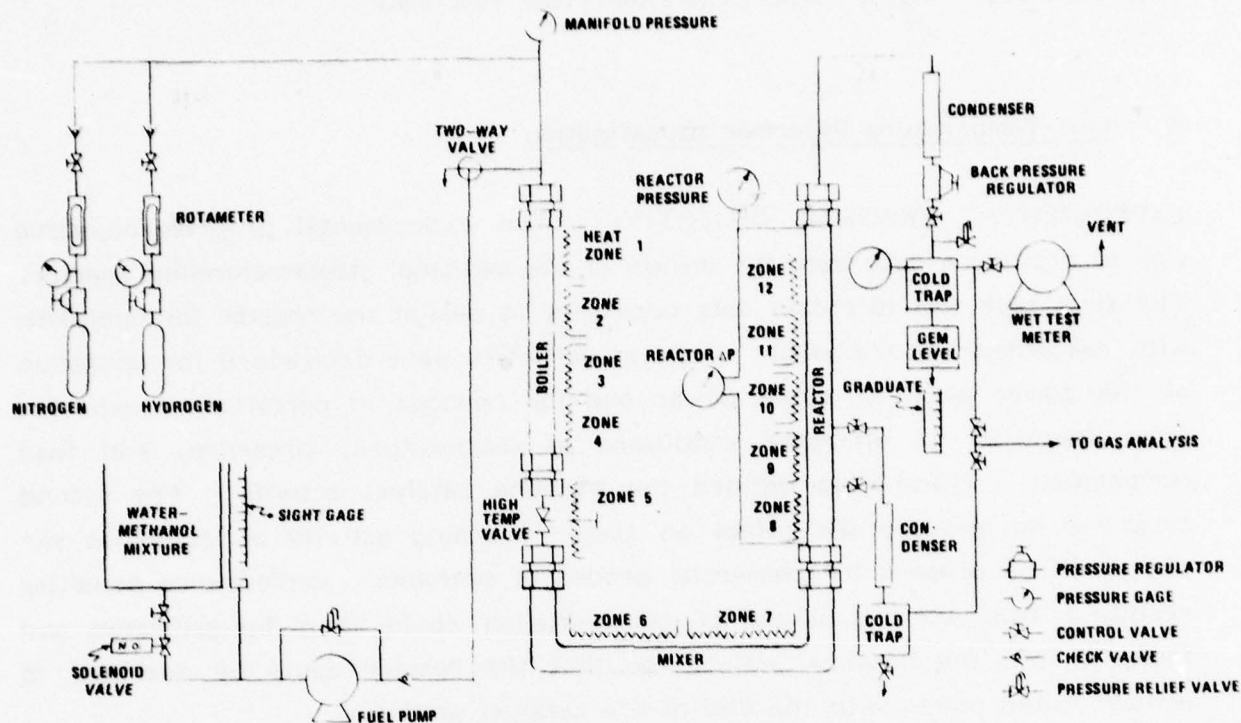 MANIFOLD PRESSURE
CONDENSER
TWO-WAY
VALVE
REACTOR
PRESSURE
BACK PRESSURE
REGULATOR
ROTAMETER
VENT
HEAT
ZONE 1
ZONE
12
COLD
TRAP
WET TEST
METER
ZONE
2
ZONE
11
GEM
LEVEL
BOILER
ZONE
3
REACTOR ΔP
REACTOR
GRADUATE
NITROGEN
HYDROGEN
ZONE
10
ZONE
4
TO GAS ANALYSIS
ZONE
9
SIGHT GAGE
WATER-
METHANOL
MIXTURE
HIGH
TEMP
VALVE
ZONE 5
ZONE
8
CON-
DENSER
PRESSURE REGULATOR
PRESSURE GAGE
ZONE 6
ZONE 7
CONTROL VALVE
N.O.
MIXER
COLD
TRAP
SOLENOID
VALVE
CHECK VALVE
PRESSURE RELIEF VALVE
FUEL PUMP